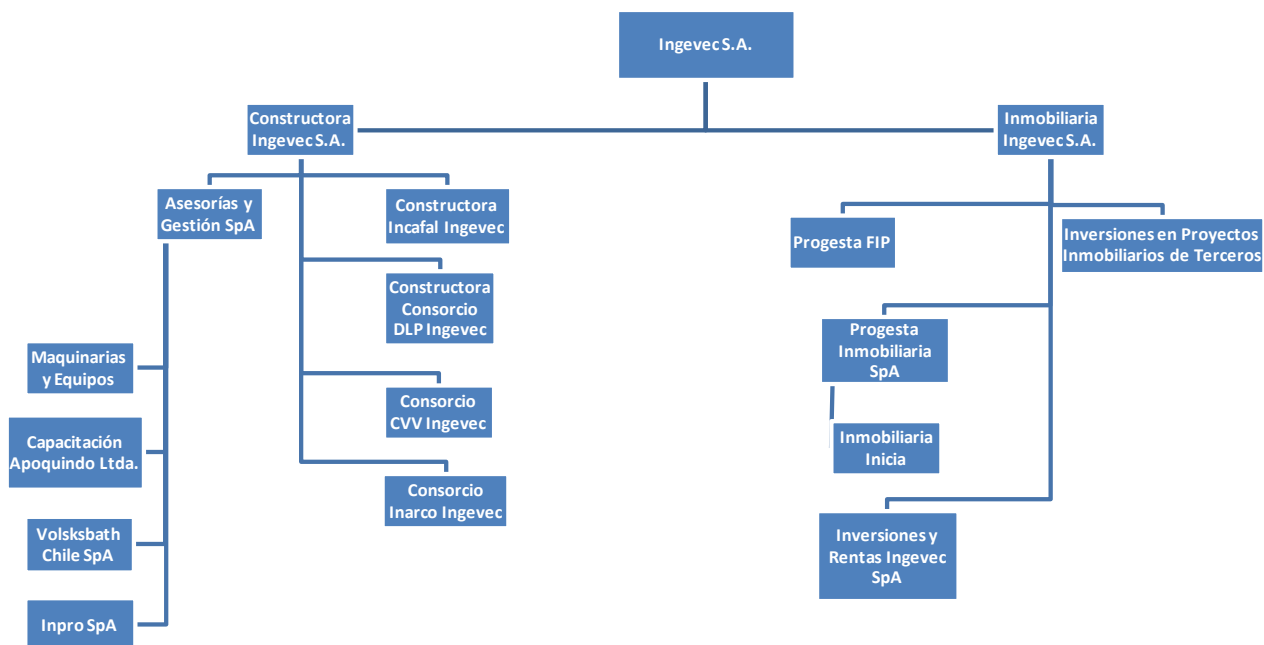 Ingevec S.A.
Constructora
Ingevec S.A.
Inmobiliaria
Ingevec S.A.
Asesorías y
Gestión SpA
Constructora
Incafal Ingevec
Constructora
Consorcio
DLP Ingevec
Consorcio
CVV Ingevec
Consorcio
Inarco Ingevec
Maquinarias
y Equipos
Capacitación
Apoquindo Ltda.
Volsksbath
Chile SpA
Inpro SpA
Progesta FIP
Inversiones en Proyectos
Inmobiliarios de Terceros
Progesta
Inmobiliaria
SpA
Inmobiliaria
Inicia
Inversiones y
Rentas Ingevec
SpA